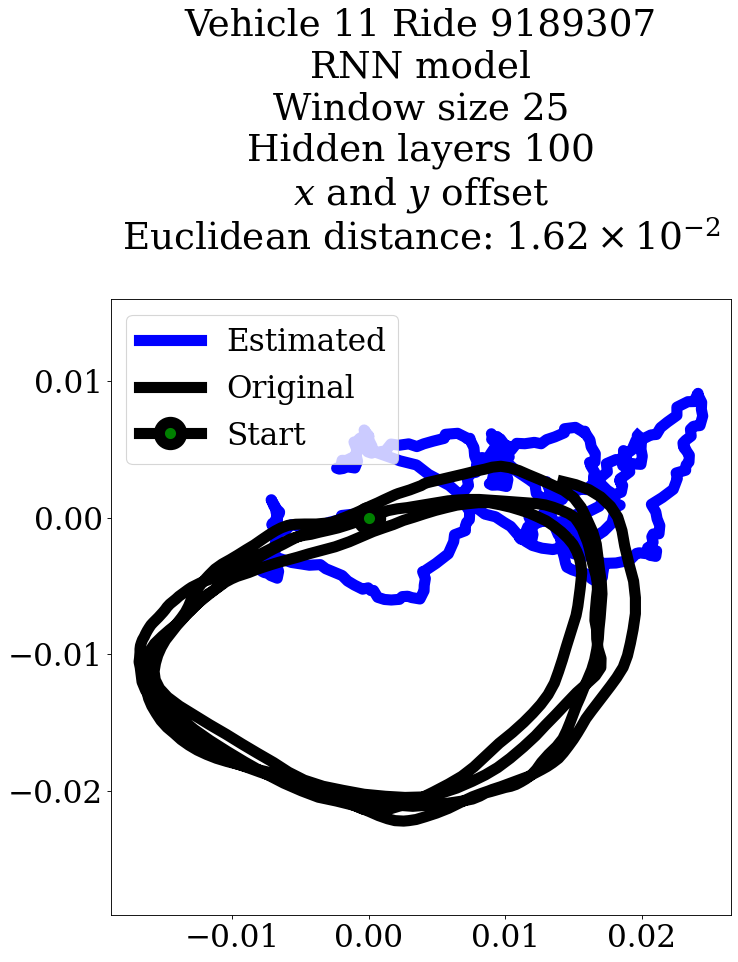 Vehicle 11 Ride 9189307
RNN model
Window size 25
Hidden layers 100
x and y offset
Euclidean distance: 1.62 × 10⁻²
Estimated
Original
Start
0.01
0.00
−0.01
−0.02
−0.01 0.00 0.01 0.02